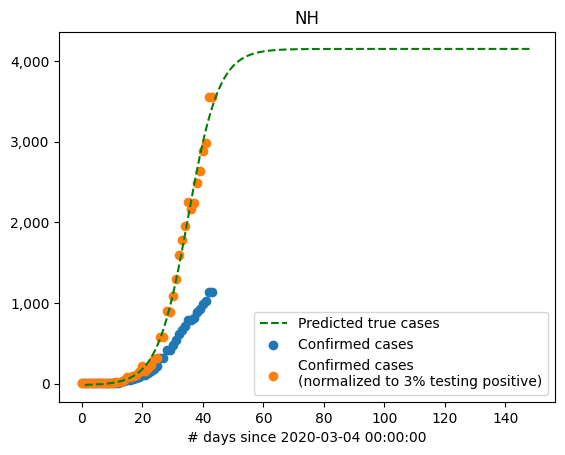 NH
4,000
3,000
2,000
1,000
0
0 20 40 60 80 100 120 140
# days since 2020-03-04 00:00:00
Predicted true cases
Confirmed cases
Confirmed cases
(normalized to 3% testing positive)